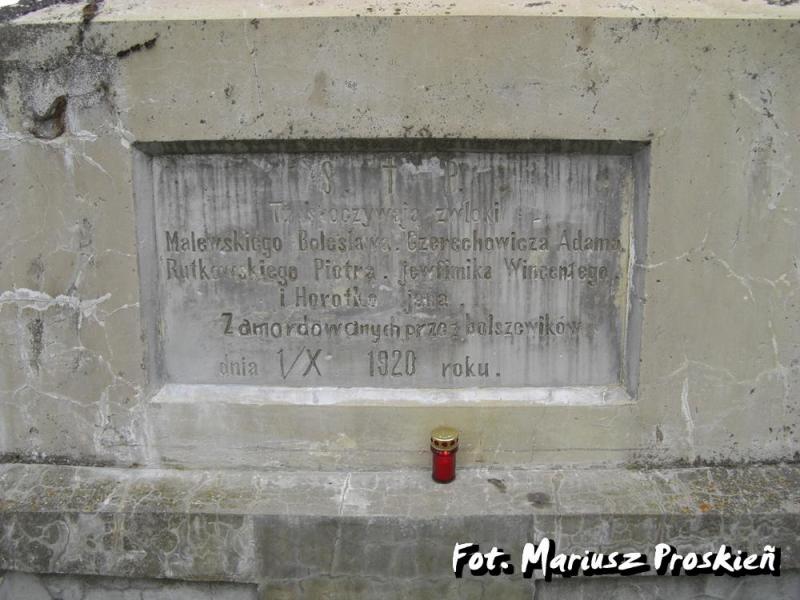 Ś. † P.
Tu spoczywają zwłoki
Malewskiego Bolesława. Czerechowicza Adama,
Rutkowskiego Piotra. Jewfimika Wincentego,
i Horotko Jana.
Zamordowanych przez bolszewików
dnia 1/X 1920 roku.
Fot. Mariusz Proskień